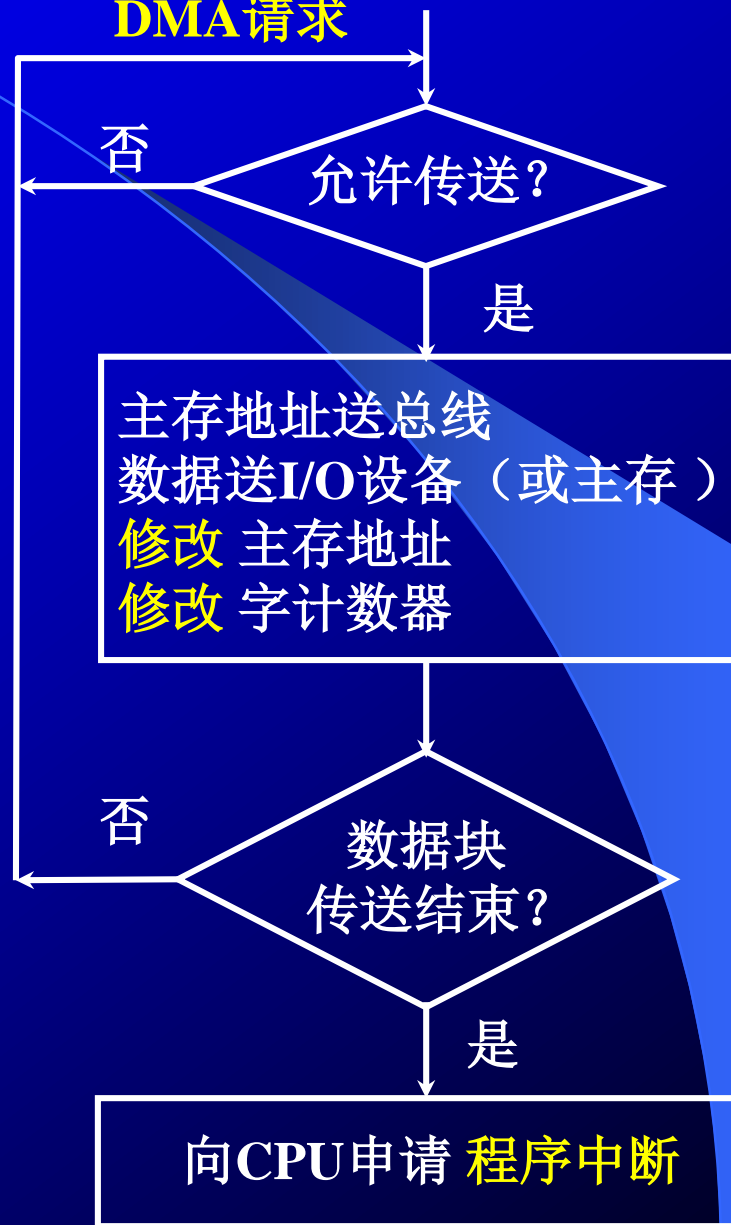 DMA请求
否
允许传送？
是
主存地址送总线
数据送I/O设备（或主存 ）
修改 主存地址
修改 字计数器
否
数据块
传送结束？
是
向CPU申请 程序中断